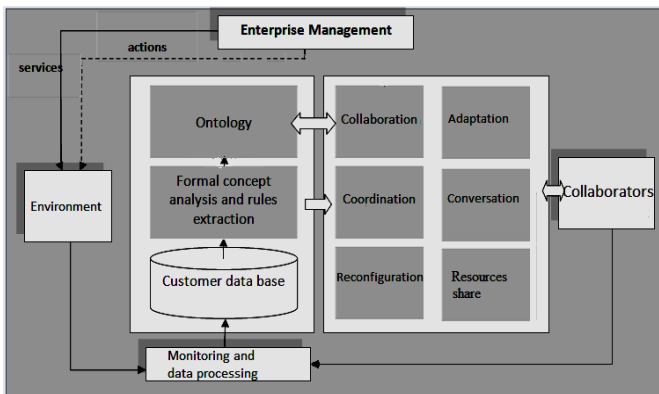 Enterprise Management
actions
services
Ontology
Collaboration
Adaptation
Formal concept
analysis and rules
extraction
Coordination
Conversation
Environment
Collaborators
Customer data base
Reconfiguration
Resources
share
Monitoring and
data processing